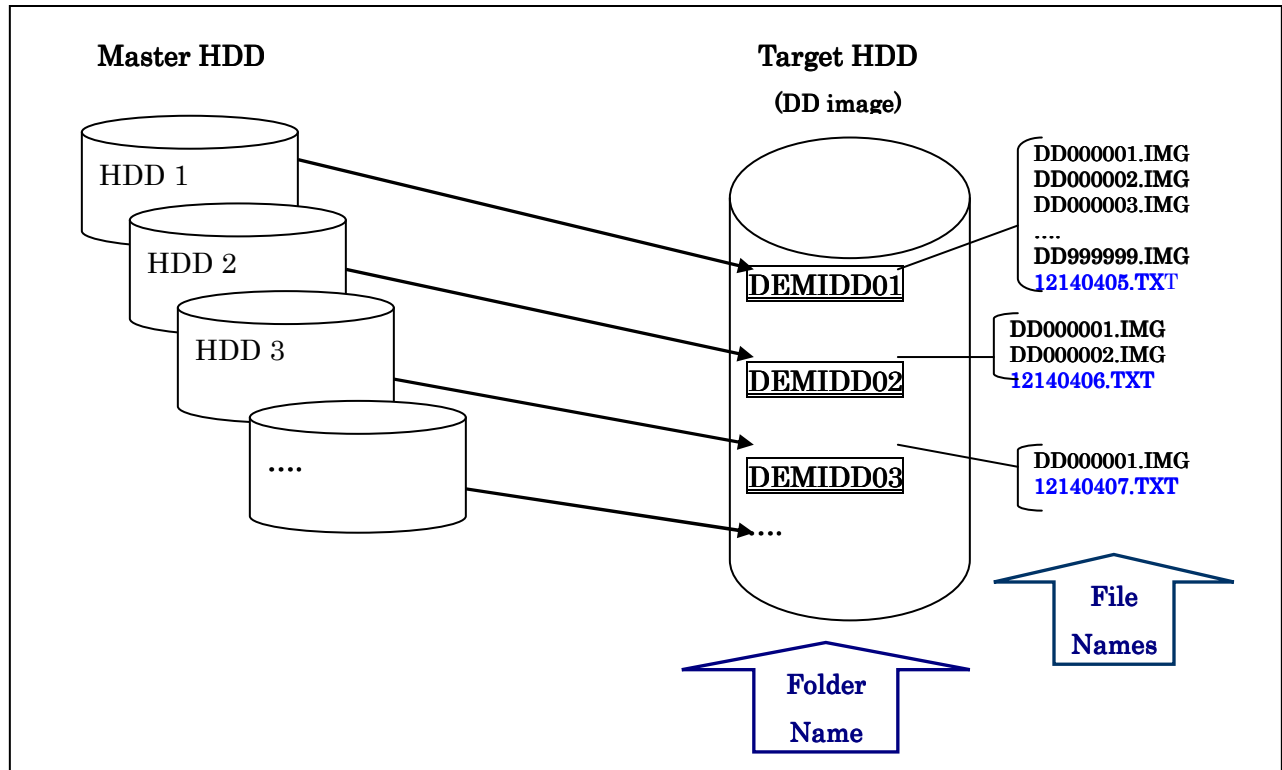 Master HDD
Target HDD
(DD image)
HDD 1
HDD 2
HDD 3
....
DEMIDD01
DEMIDD02
DEMIDD03
....
DD000001.IMG
DD000002.IMG
DD000003.IMG
....
DD999999.IMG
12140405.TXT
DD000001.IMG
DD000002.IMG
12140406.TXT
DD000001.IMG
12140407.TXT
File
Names
Folder
Name